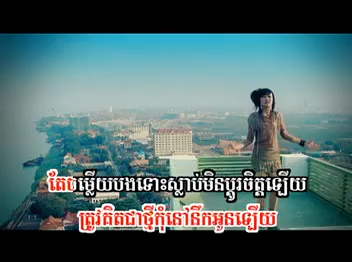 តែចម្លើយបងទោះស្លាប់មិនប្ដូរចិត្តឡើយ
ត្រូវគិតជាថ្មីកុំនៅនឹកអូនឡើយ